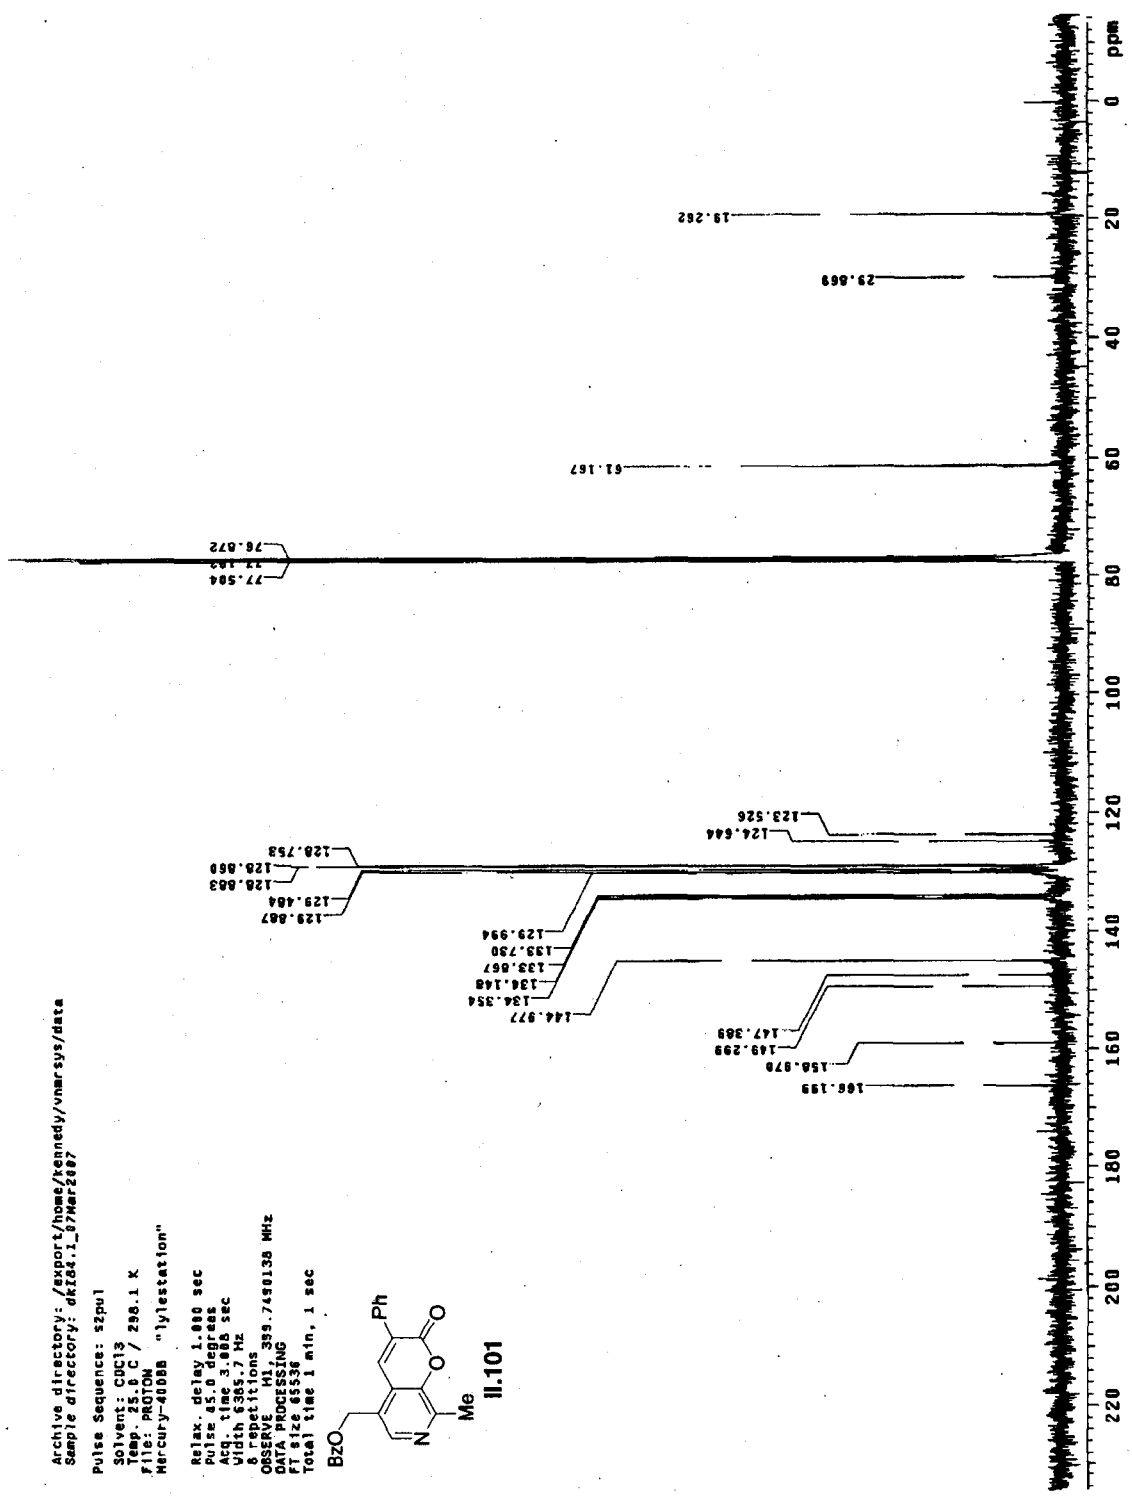 Archive directory: /export/home/kennedy/vnmrsys/data
Sample directory: dkI84.1_07Mar2007
Pulse Sequence: s2pul
Solvent: CDCl3
Temp. 25.0 C / 298.1 K
File: PROTON
Mercury-400BB "lylestation"
Relax. delay 1.000 sec
Pulse 45.0 degrees
Acq. time 3.008 sec
Width 6385.7 Hz
8 repetitions
OBSERVE H1, 399.7490138 MHz
DATA PROCESSING
FT size 65536
Total time 1 min, 1 sec
BzO
Ph
O
O
N
Me
II.101
166.199
158.970
149.299
147.389
144.977
134.354
134.148
133.867
133.730
129.994
129.887
129.484
128.883
128.860
128.753
124.644
123.526
77.504
77.182
76.872
61.167
29.869
19.262
220 200 180 160 140 120 100 80 60 40 20 0 ppm